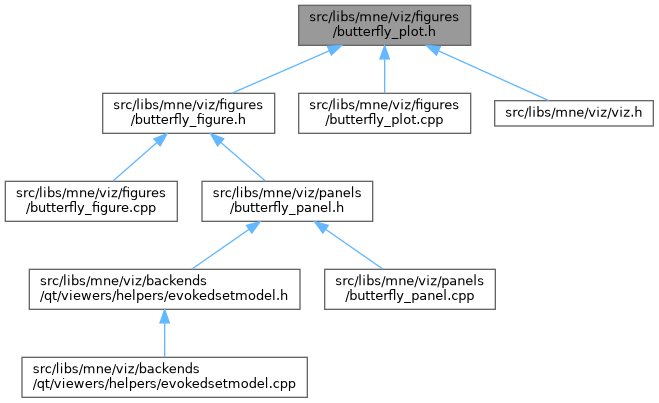 src/libs/mne/viz/figures
/butterfly_plot.h
src/libs/mne/viz/figures
/butterfly_figure.h
src/libs/mne/viz/figures
/butterfly_plot.cpp
src/libs/mne/viz/viz.h
src/libs/mne/viz/figures
/butterfly_figure.cpp
src/libs/mne/viz/panels
/butterfly_panel.h
src/libs/mne/viz/backends
/qt/viewers/helpers/evokedsetmodel.h
src/libs/mne/viz/panels
/butterfly_panel.cpp
src/libs/mne/viz/backends
/qt/viewers/helpers/evokedsetmodel.cpp